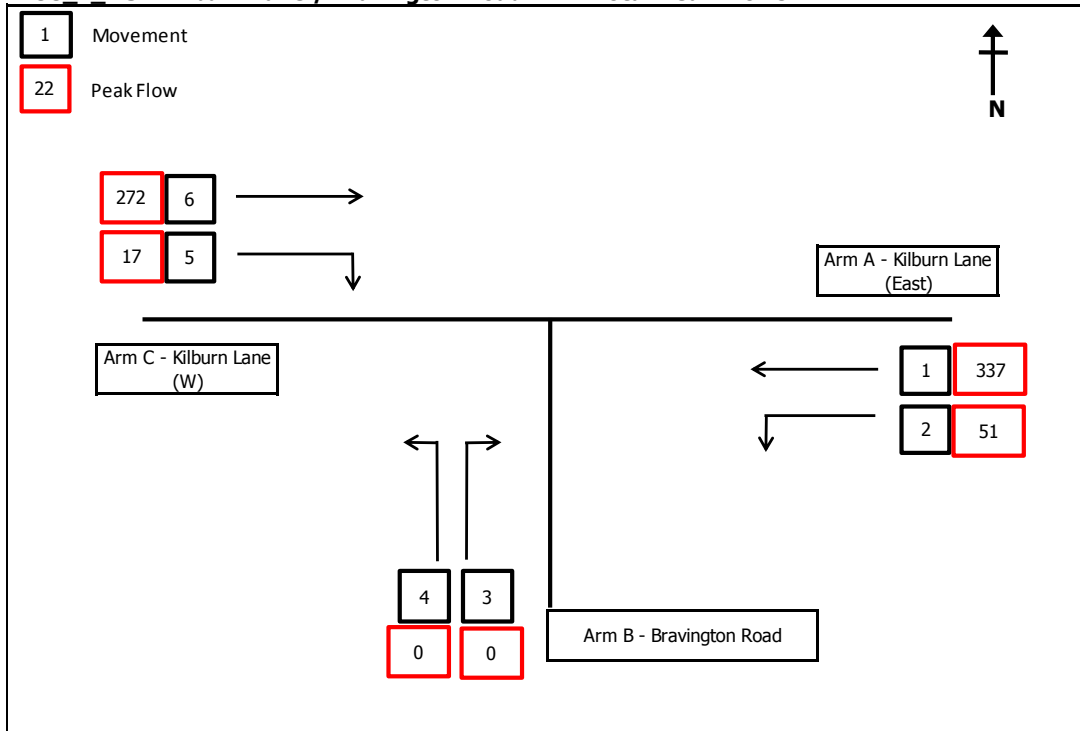 1 Movement
22 Peak Flow
N
272 6
17 5
Arm A - Kilburn Lane
(East)
Arm C - Kilburn Lane
(W)
1 337
2 51
4 3
0 0
Arm B - Bravington Road